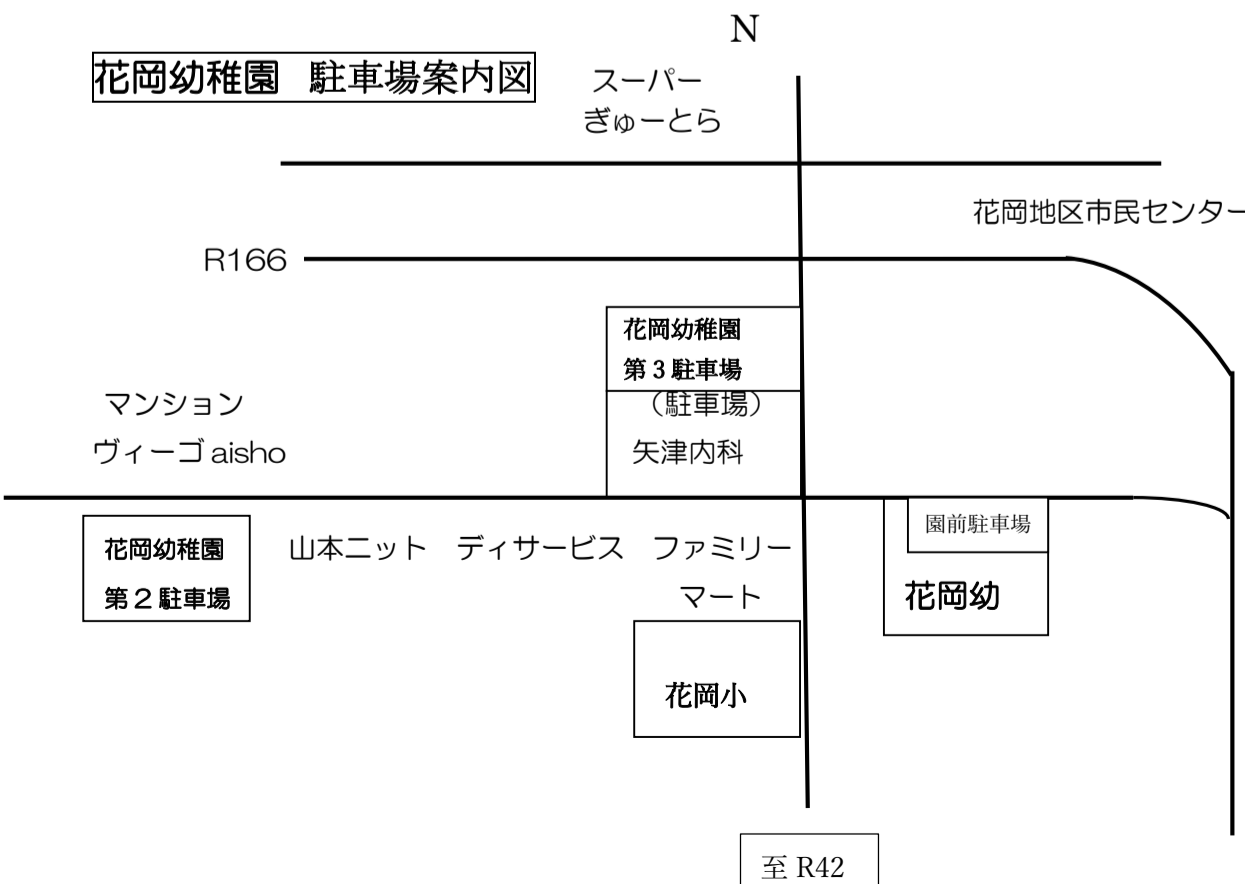 N
花岡幼稚園 駐車場案内図
スーパー
ぎゅーとら
花岡地区市民センター
R166
花岡幼稚園
第3駐車場
(駐車場)
矢津内科
マンション
ヴィーゴaisho
花岡幼稚園
第2駐車場
山本ニット ディサービス ファミリー
マート
園前駐車場
花岡幼
花岡小
至 R42